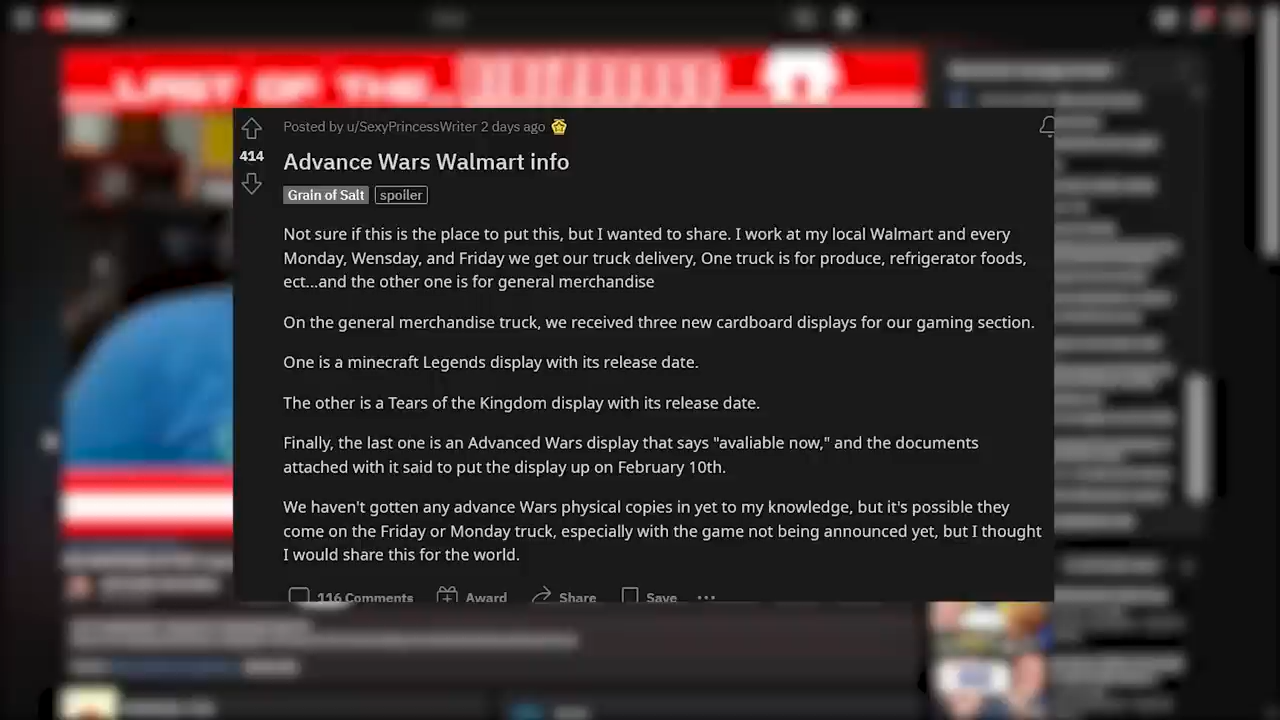 LAST OF THE
Posted by u/SexyPrincessWriter 2 days ago
414
Advance Wars Walmart info
Grain of Salt spoiler
Not sure if this is the place to put this, but I wanted to share. I work at my local Walmart and every
Monday, Wensday, and Friday we get our truck delivery, One truck is for produce, refrigerator foods,
ect...and the other one is for general merchandise
On the general merchandise truck, we received three new cardboard displays for our gaming section.
One is a minecraft Legends display with its release date.
The other is a Tears of the Kingdom display with its release date.
Finally, the last one is an Advanced Wars display that says "avaliable now," and the documents
attached with it said to put the display up on February 10th.
We haven't gotten any advance Wars physical copies in yet to my knowledge, but it's possible they
come on the Friday or Monday truck, especially with the game not being announced yet, but I thought
I would share this for the world.
116 Comments Award Share Save ...